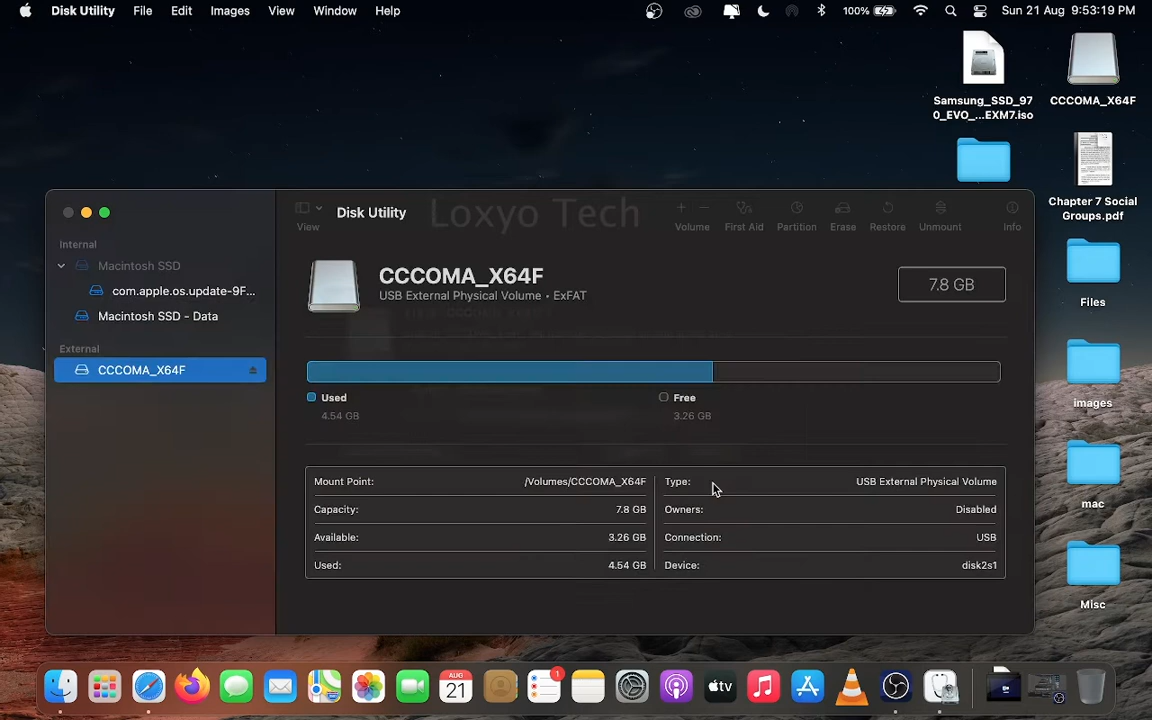 Disk Utility File Edit Images View Window Help
100% Sun 21 Aug 9:53:19 PM
Samsung_SSD_97
0_EVO_...EXM7.iso
CCCOMA_X64F
Chapter 7 Social
Groups.pdf
Files
images
mac
Misc
Disk Utility
Loxyo Tech
View
Volume First Aid Partition Erase Restore Unmount Info
Internal
Macintosh SSD
com.apple.os.update-9F...
Macintosh SSD - Data
External
CCCOMA_X64F
CCCOMA_X64F
USB External Physical Volume • ExFAT
7.8 GB
Used
4.54 GB
Free
3.26 GB
Mount Point: /Volumes/CCCOMA_X64F
Capacity: 7.8 GB
Available: 3.26 GB
Used: 4.54 GB
Type: USB External Physical Volume
Owners: Disabled
Connection: USB
Device: disk2s1
AUG
21
1
tv